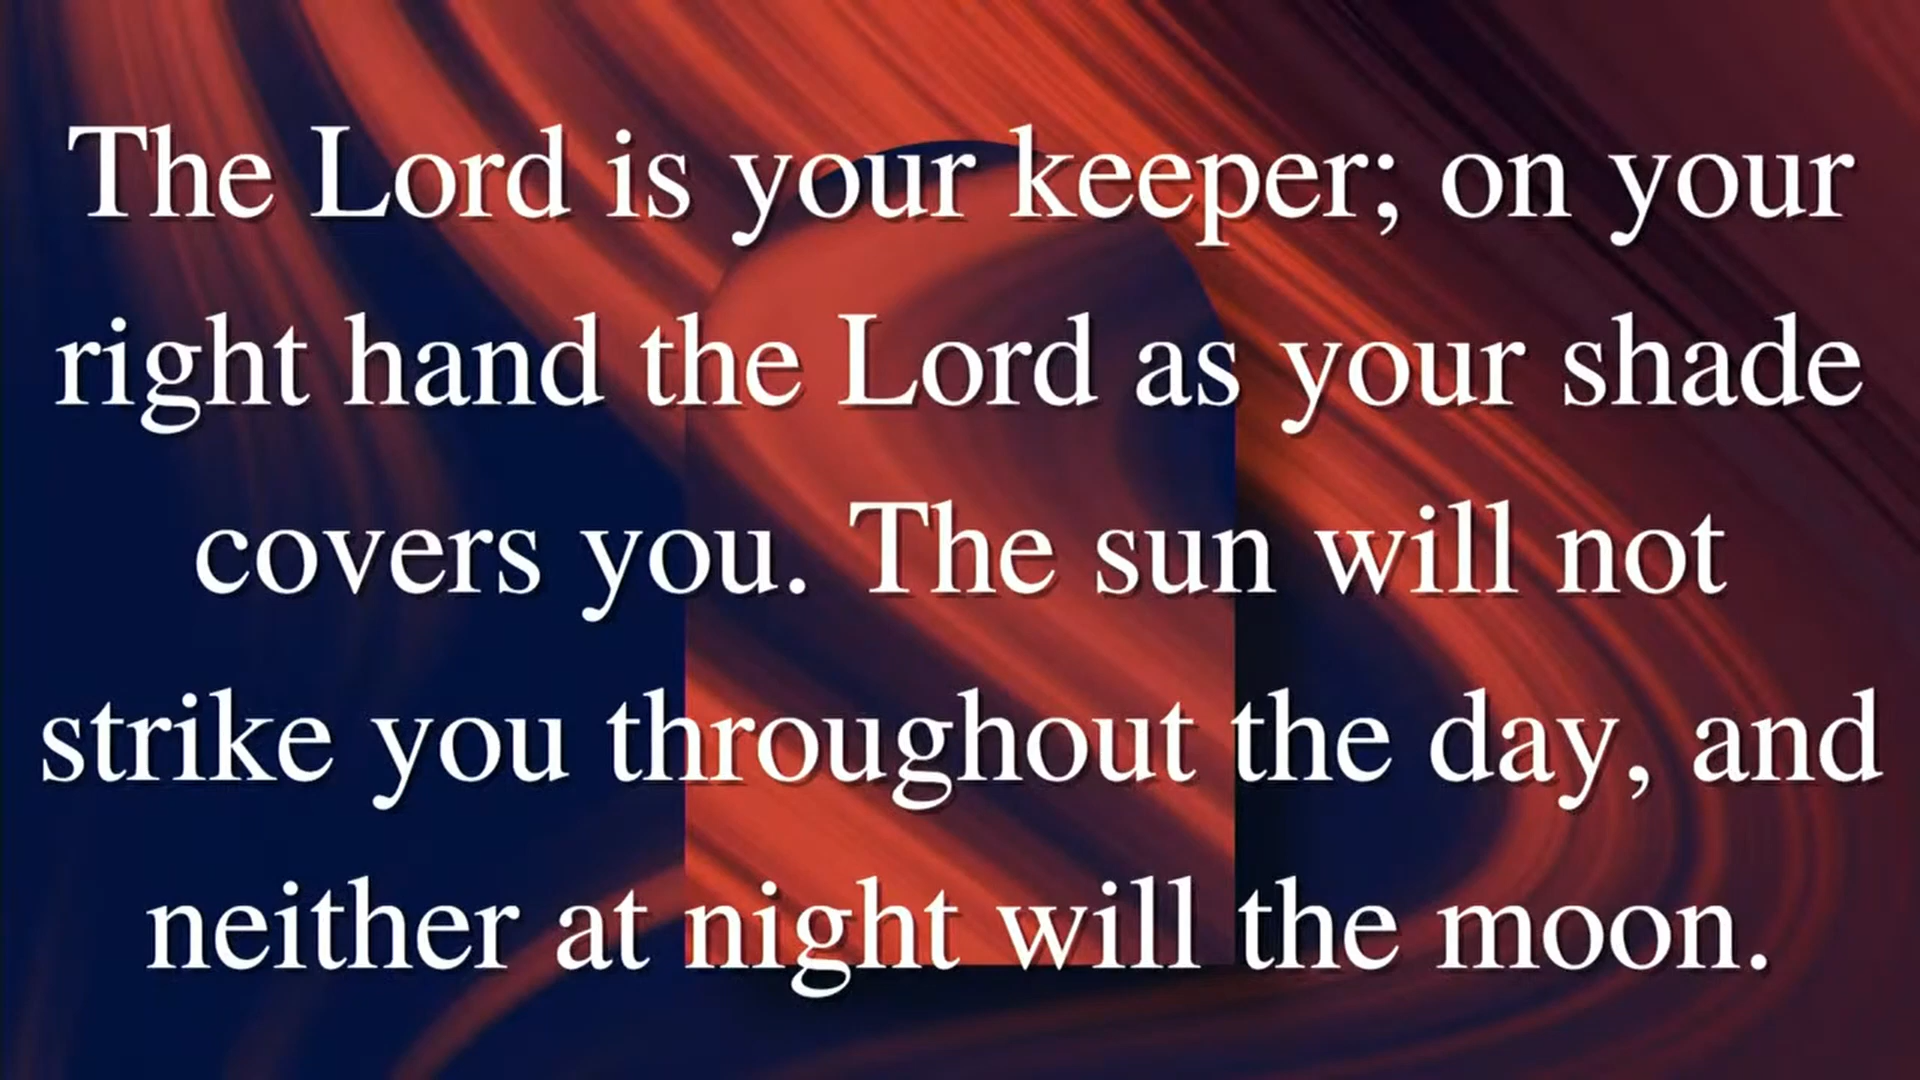 The Lord is your keeper; on your
right hand the Lord as your shade
covers you. The sun will not
strike you throughout the day, and
neither at night will the moon.